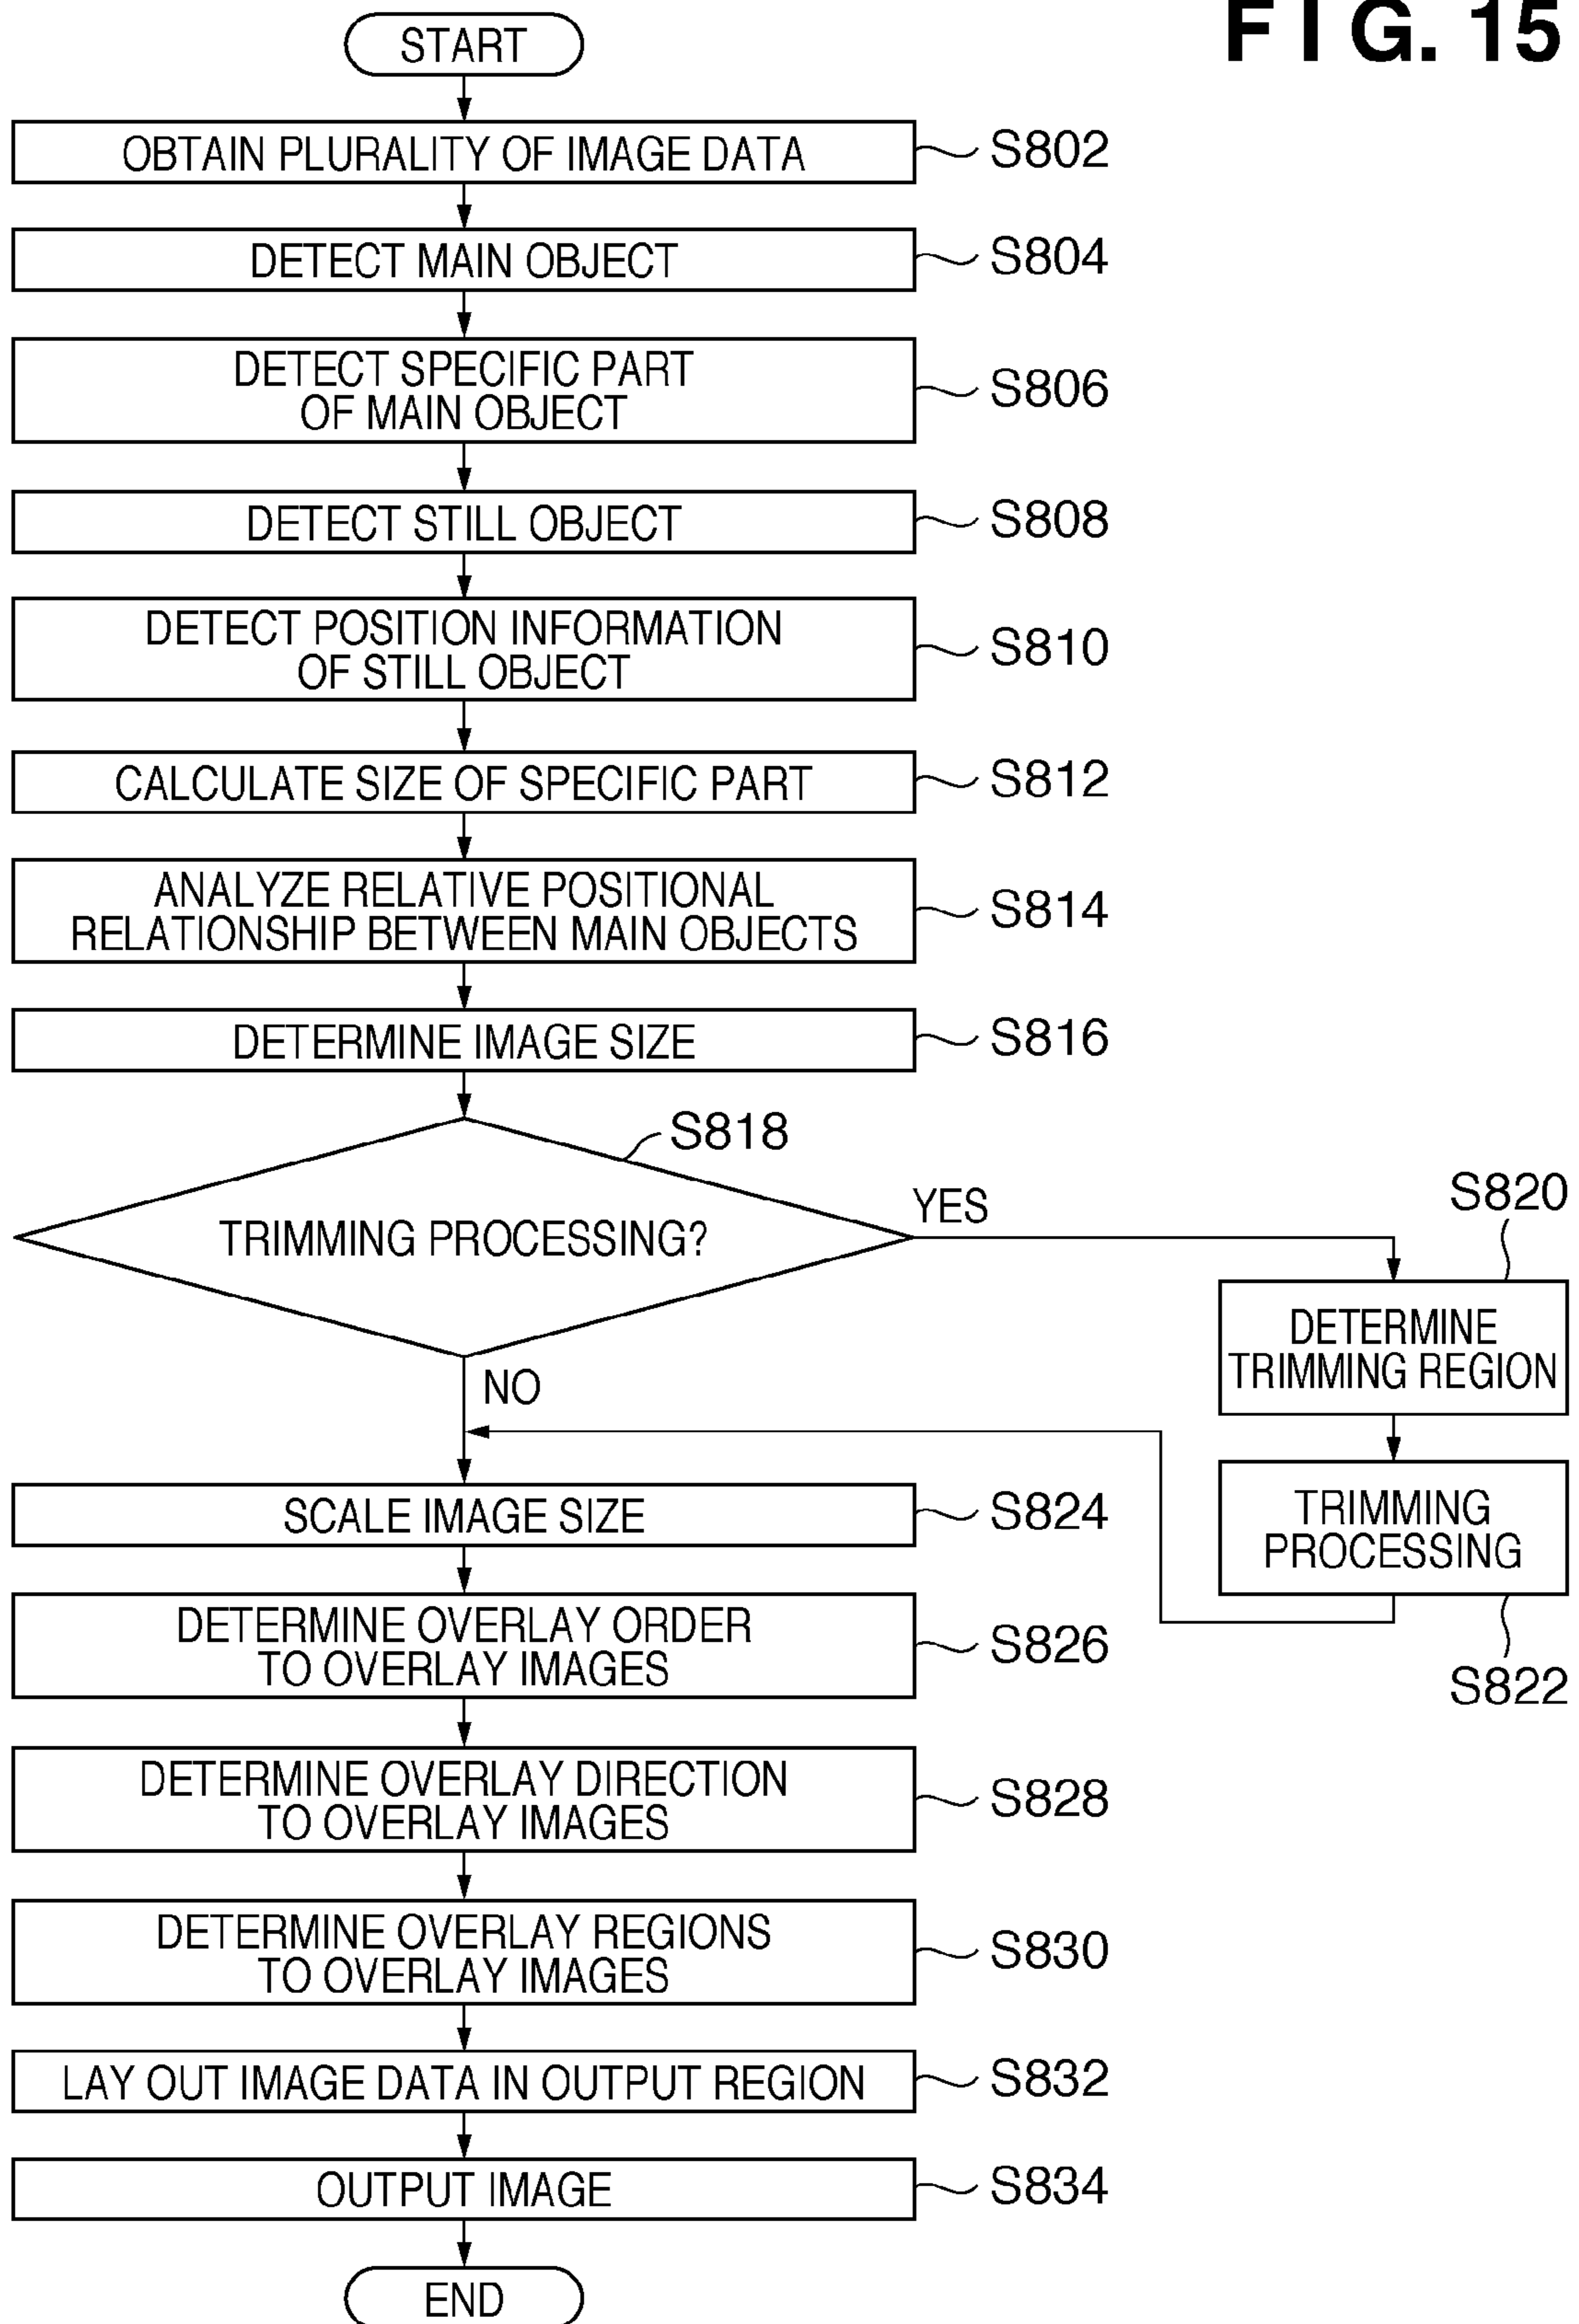 FIG. 15
START
OBTAIN PLURALITY OF IMAGE DATA
S802
DETECT MAIN OBJECT
S804
DETECT SPECIFIC PART
OF MAIN OBJECT
S806
DETECT STILL OBJECT
S808
DETECT POSITION INFORMATION
OF STILL OBJECT
S810
CALCULATE SIZE OF SPECIFIC PART
S812
ANALYZE RELATIVE POSITIONAL
RELATIONSHIP BETWEEN MAIN OBJECTS
S814
DETERMINE IMAGE SIZE
S816
S818
TRIMMING PROCESSING?
YES
NO
S820
DETERMINE
TRIMMING REGION
TRIMMING
PROCESSING
S822
SCALE IMAGE SIZE
S824
DETERMINE OVERLAY ORDER
TO OVERLAY IMAGES
S826
DETERMINE OVERLAY DIRECTION
TO OVERLAY IMAGES
S828
DETERMINE OVERLAY REGIONS
TO OVERLAY IMAGES
S830
LAY OUT IMAGE DATA IN OUTPUT REGION
S832
OUTPUT IMAGE
S834
END